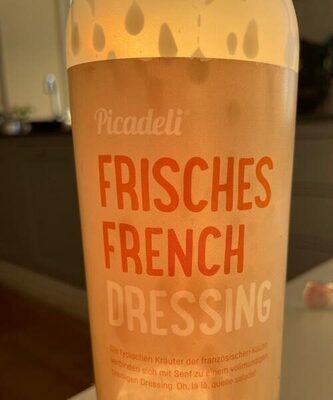 Picadeli
FRISCHES
FRENCH
DRESSING
Die typischen Kräuter der französischen Küche
verbinden sich mit Senf zu einem vollmundigen
Dressing. Oh, là là, quelle salade!